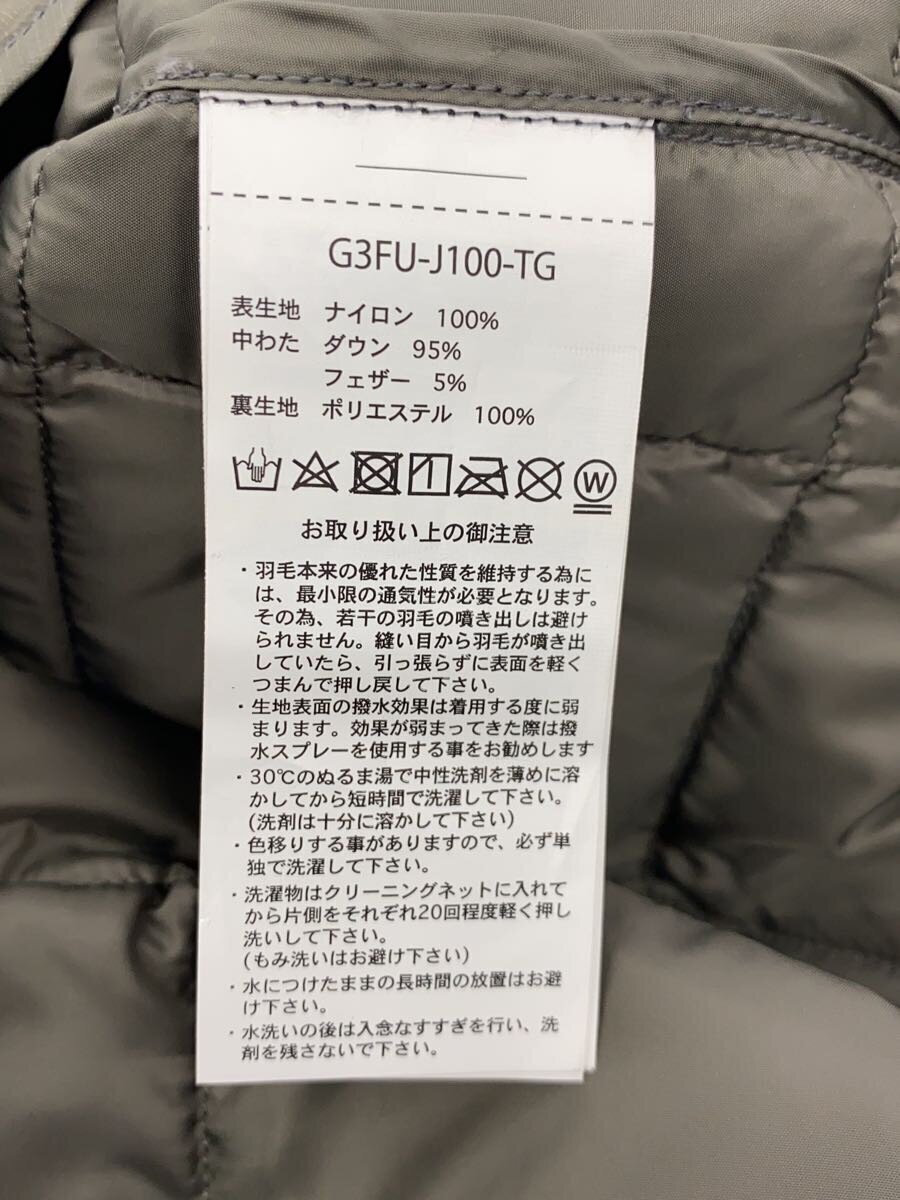 G3FU-J100-TG
表生地 ナイロン 100%
中わた ダウン 95%
フェザー 5%
裏生地 ポリエステル 100%
W
お取り扱い上の御注意
・羽毛本来の優れた性質を維持する為に
は、最小限の通気性が必要となります。
その為、若干の羽毛の噴き出しは避け
られません。縫い目から羽毛が噴き出
していたら、引っ張らずに表面を軽く
つまんで押し戻して下さい。
・生地表面の撥水効果は着用する度に弱
まります。効果が弱まってきた際は撥
水スプレーを使用する事をお勧めします
・30℃のぬるま湯で中性洗剤を薄めに溶
かしてから短時間で洗濯して下さい。
(洗剤は十分に溶かして下さい)
・色移りする事がありますので、必ず単
独で洗濯して下さい。
・洗濯物はクリーニングネットに入れて
から片側をそれぞれ20回程度軽く押し
洗いして下さい。
(もみ洗いはお避け下さい)
・水につけたままの長時間の放置はお避
け下さい。
・水洗いの後は入念なすすぎを行い、洗
剤を残さないで下さい。